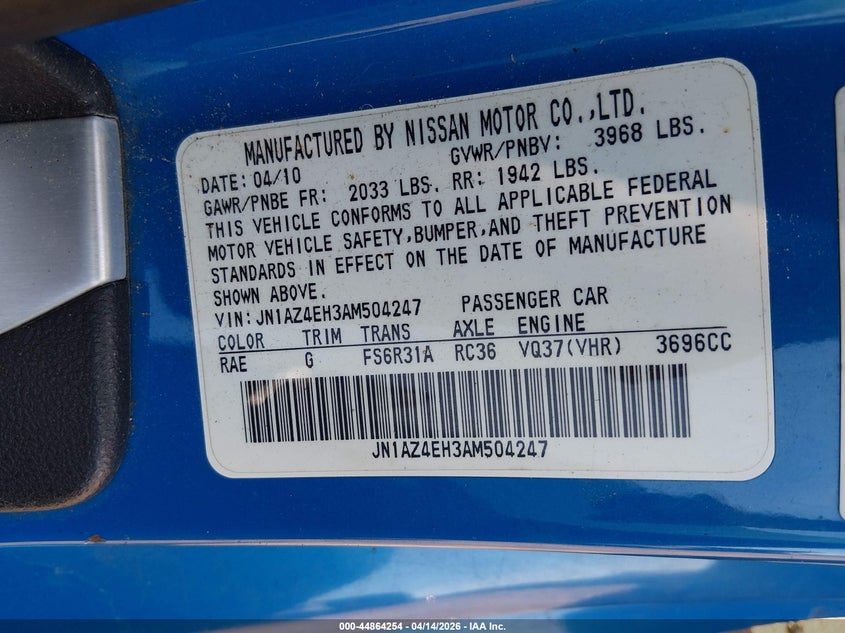 MANUFACTURED BY NISSAN MOTOR CO.,LTD.
DATE: 04/10 GVWR/PNBV: 3968 LBS.
GAWR/PNBE FR: 2033 LBS. RR: 1942 LBS.
THIS VEHICLE CONFORMS TO ALL APPLICABLE FEDERAL
MOTOR VEHICLE SAFETY,BUMPER,AND THEFT PREVENTION
STANDARDS IN EFFECT ON THE DATE OF MANUFACTURE
SHOWN ABOVE.
VIN:JN1AZ4EH3AM504247 PASSENGER CAR
COLOR TRIM TRANS AXLE ENGINE
RAE G FS6R31A RC36 VQ37(VHR) 3696CC
JN1AZ4EH3AM504247
000-44864254 - 04/14/2026 - IAA Inc.